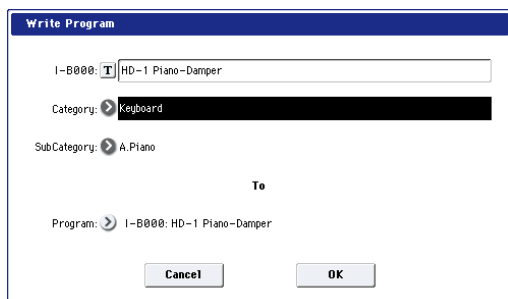 Write Program
I-B000: T HD-1 Piano-Damper
Category: Keyboard
SubCategory: A.Piano
To
Program: I-B000: HD-1 Piano-Damper
Cancel OK